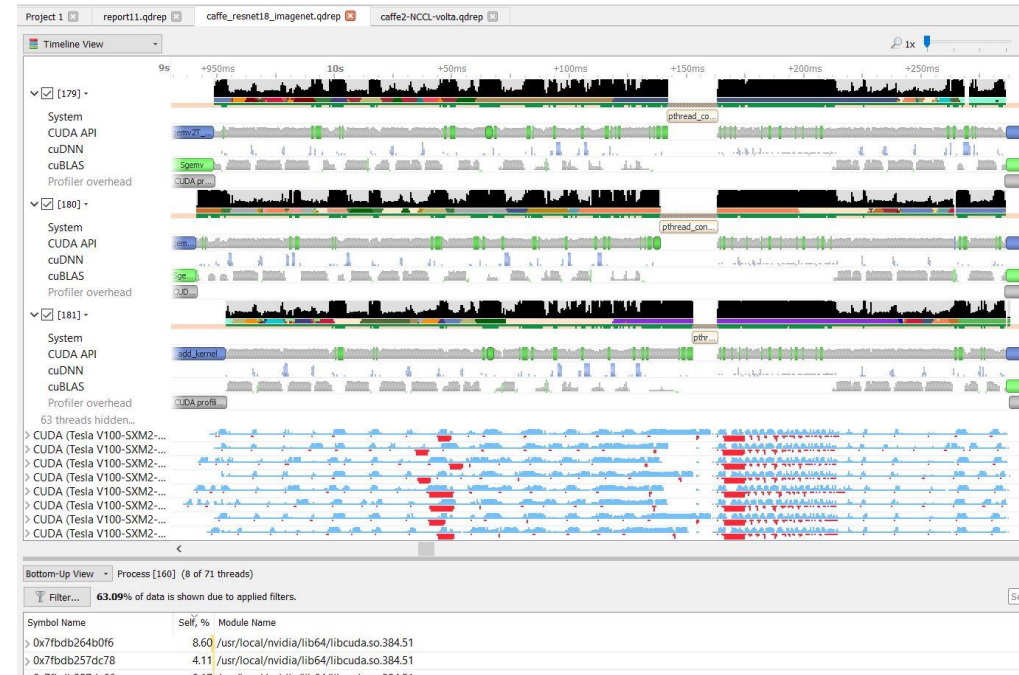 Project 1 report11.qdrep caffe_resnet18_imagenet.qdrep caffe2-NCCL-volta.qdrep
Timeline View 1x
9s +950ms 10s +50ms +100ms +150ms +200ms +250ms
[179]
System pthread_co...
CUDA API emv2T_...
cuDNN
cuBLAS Sgemv
Profiler overhead CUDA pr...
[180]
System pthread_con...
CUDA API
cuDNN
cuBLAS
Profiler overhead
[181]
System pthr...
CUDA API add_kernel
cuDNN
cuBLAS
Profiler overhead CUDA profili...
63 threads hidden...
CUDA (Tesla V100-SXM2-...
CUDA (Tesla V100-SXM2-...
CUDA (Tesla V100-SXM2-...
CUDA (Tesla V100-SXM2-...
CUDA (Tesla V100-SXM2-...
CUDA (Tesla V100-SXM2-...
CUDA (Tesla V100-SXM2-...
CUDA (Tesla V100-SXM2-...
Bottom-Up View Process [160] (8 of 71 threads)
Filter... 63.09% of data is shown due to applied filters.
Symbol Name Self, % Module Name
0x7fbdb264b0f6 8.60 /usr/local/nvidia/lib64/libcuda.so.384.51
0x7fbdb257dc78 4.11 /usr/local/nvidia/lib64/libcuda.so.384.51